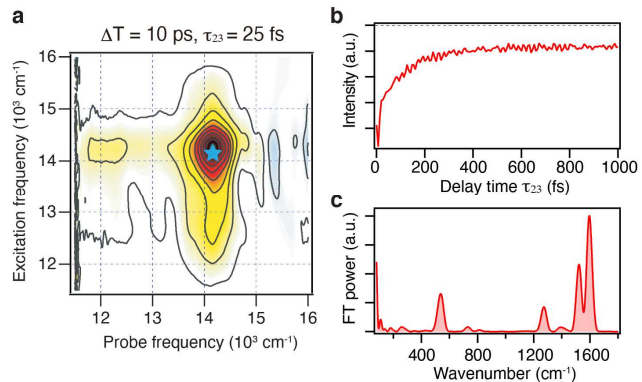 a
ΔT = 10 ps, τ₂₃ = 25 fs
Excitation frequency (10³ cm⁻¹)
16
15
14
13
12
12 13 14 15 16
Probe frequency (10³ cm⁻¹)
b
Intensity (a.u.)
0 200 400 600 800 1000
Delay time τ₂₃ (fs)
c
FT power (a.u.)
400 800 1200 1600
Wavenumber (cm⁻¹)